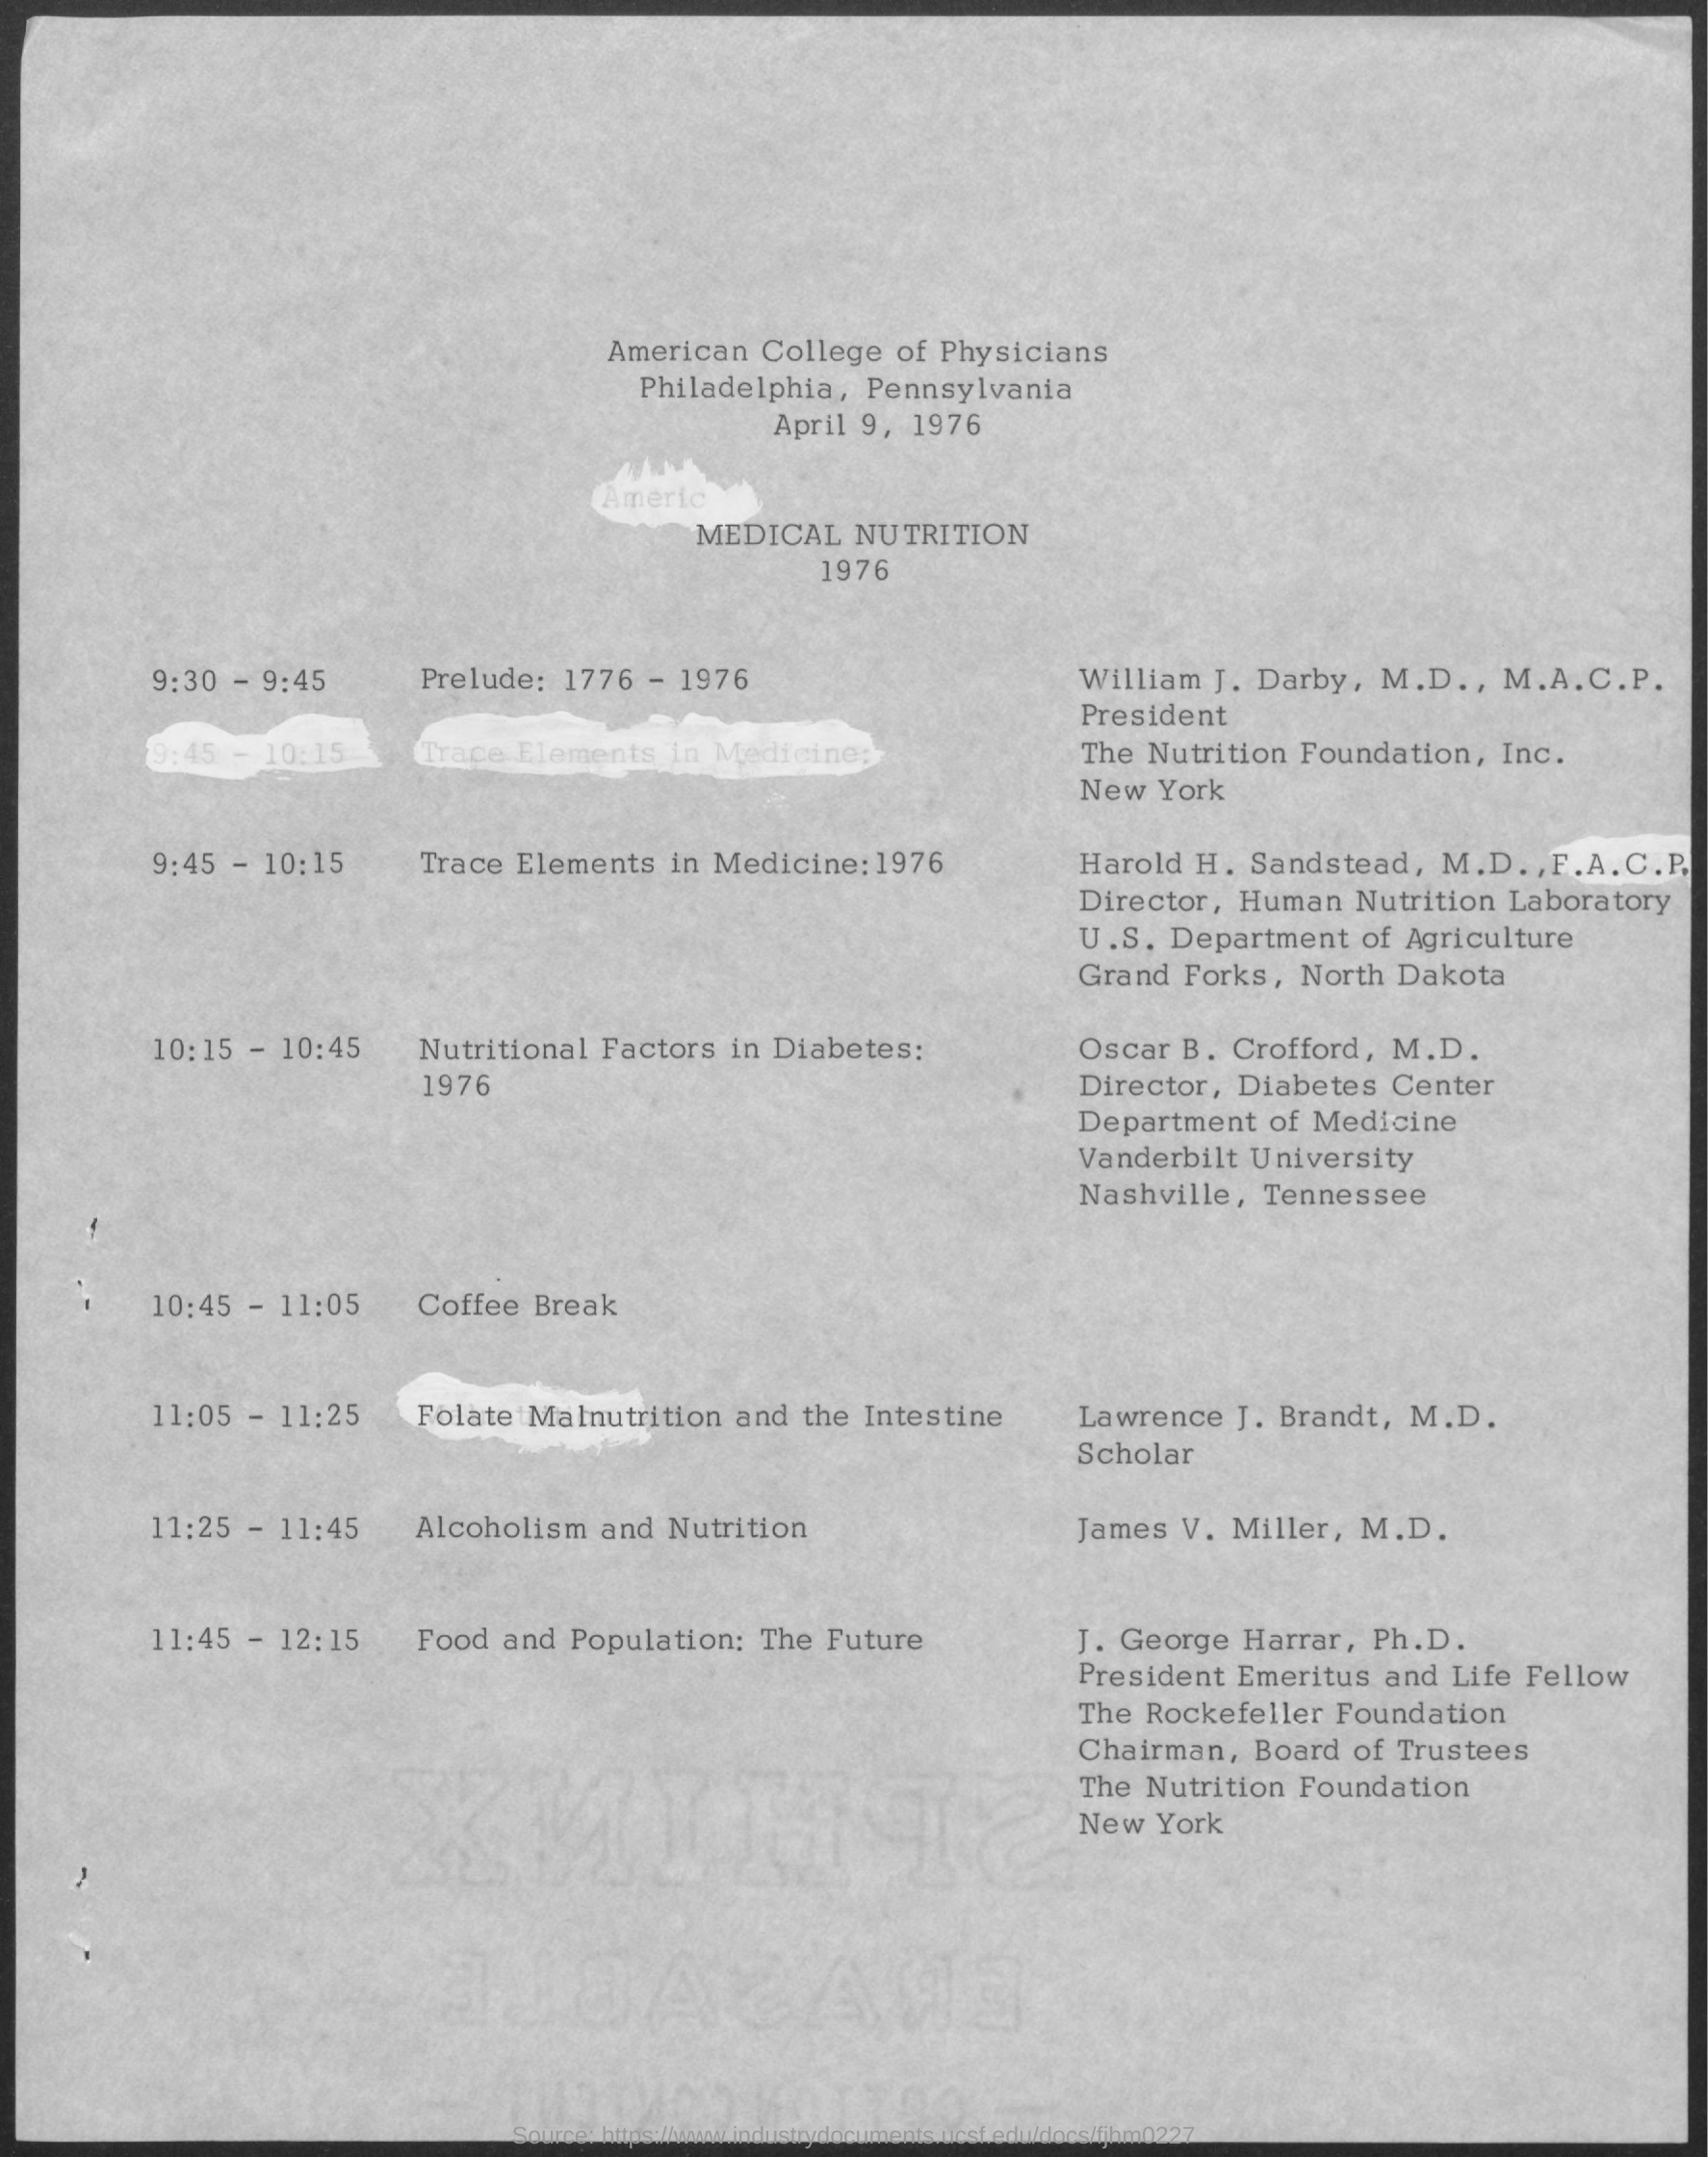 American College of Physicians
Philadelphia, Pennsylvania
April 9, 1976
Americ
MEDICAL NUTRITION
1976
9:30 - 9:45 Prelude: 1776 - 1976 William J. Darby, M.D., M.A.C.P.
President
9:45 - 10:15 Trace Elements in Medicine: The Nutrition Foundation, Inc.
New York
9:45 - 10:15 Trace Elements in Medicine:1976 Harold H. Sandstead, M.D.,F.A.C.P.
Director, Human Nutrition Laboratory
U.S. Department of Agriculture
Grand Forks, North Dakota
10:15 - 10:45 Nutritional Factors in Diabetes: Oscar B. Crofford, M.D.
1976 Director, Diabetes Center
Department of Medicine
Vanderbilt University
Nashville, Tennessee
10:45 - 11:05 Coffee Break
11:05 - 11:25 Folate Malnutrition and the Intestine Lawrence J. Brandt, M.D.
Scholar
11:25 - 11:45 Alcoholism and Nutrition James V. Miller, M.D.
11:45 - 12:15 Food and Population: The Future J. George Harrar, Ph.D.
President Emeritus and Life Fellow
The Rockefeller Foundation
Chairman, Board of Trustees
The Nutrition Foundation
New York
ERASABLE
Source: https://www.industrydocuments.ucsf.edu/docs/fjhm0227